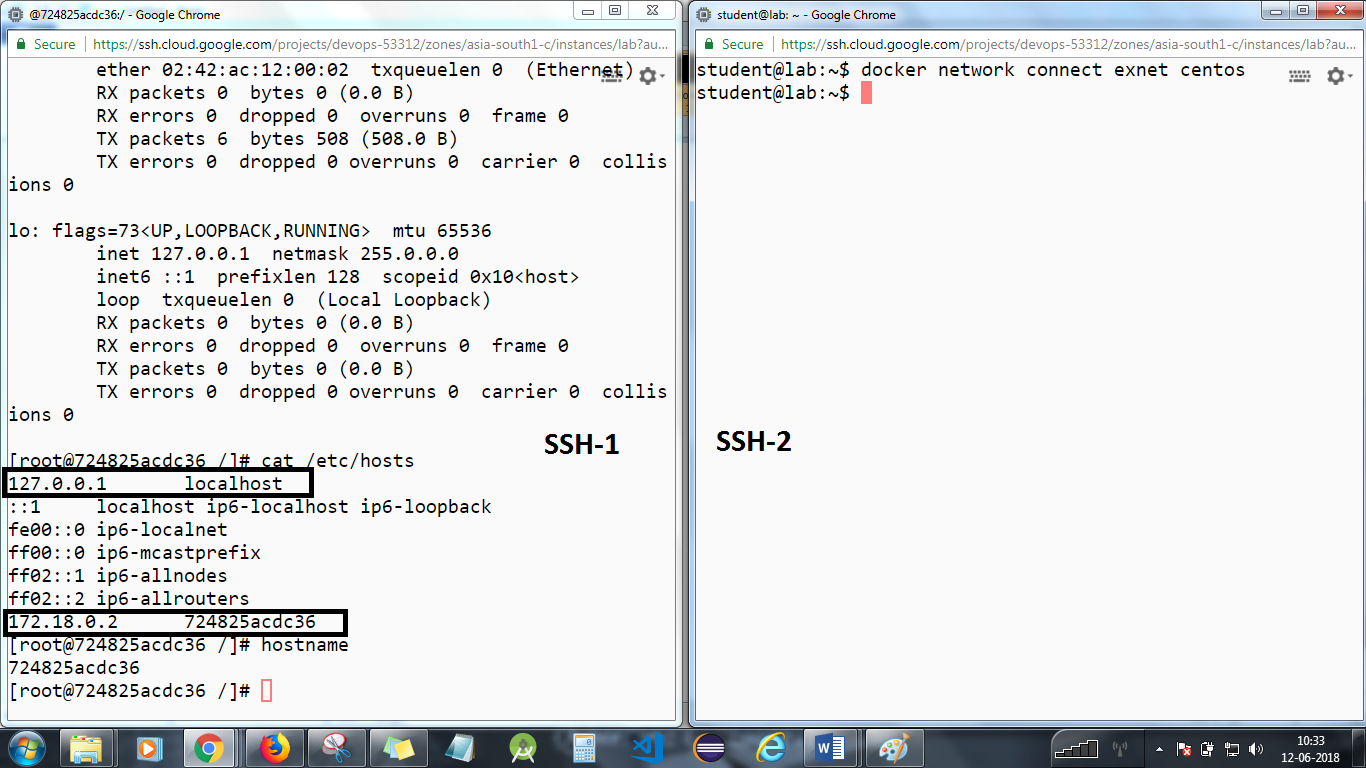 @724825acdc36:/ - Google Chrome
Secure https://ssh.cloud.google.com/projects/devops-53312/zones/asia-south1-c/instances/lab?au...
ether 02:42:ac:12:00:02  txqueuelen 0  (Ethernet)
RX packets 0  bytes 0 (0.0 B)
RX errors 0  dropped 0  overruns 0  frame 0
TX packets 6  bytes 508 (508.0 B)
TX errors 0  dropped 0 overruns 0  carrier 0  collis
ions 0
lo: flags=73<UP,LOOPBACK,RUNNING>  mtu 65536
inet 127.0.0.1  netmask 255.0.0.0
inet6 ::1  prefixlen 128  scopeid 0x10<host>
loop  txqueuelen 0  (Local Loopback)
RX packets 0  bytes 0 (0.0 B)
RX errors 0  dropped 0  overruns 0  frame 0
TX packets 0  bytes 0 (0.0 B)
TX errors 0  dropped 0 overruns 0  carrier 0  collis
ions 0
SSH-1
[root@724825acdc36 /]# cat /etc/hosts
127.0.0.1       localhost
::1     localhost ip6-localhost ip6-loopback
fe00::0 ip6-localnet
ff00::0 ip6-mcastprefix
ff02::1 ip6-allnodes
ff02::2 ip6-allrouters
172.18.0.2      724825acdc36
[root@724825acdc36 /]# hostname
724825acdc36
[root@724825acdc36 /]#
student@lab: ~ - Google Chrome
Secure https://ssh.cloud.google.com/projects/devops-53312/zones/asia-south1-c/instances/lab?au...
student@lab:~$ docker network connect exnet centos
student@lab:~$
SSH-2
10:33
12-06-2018